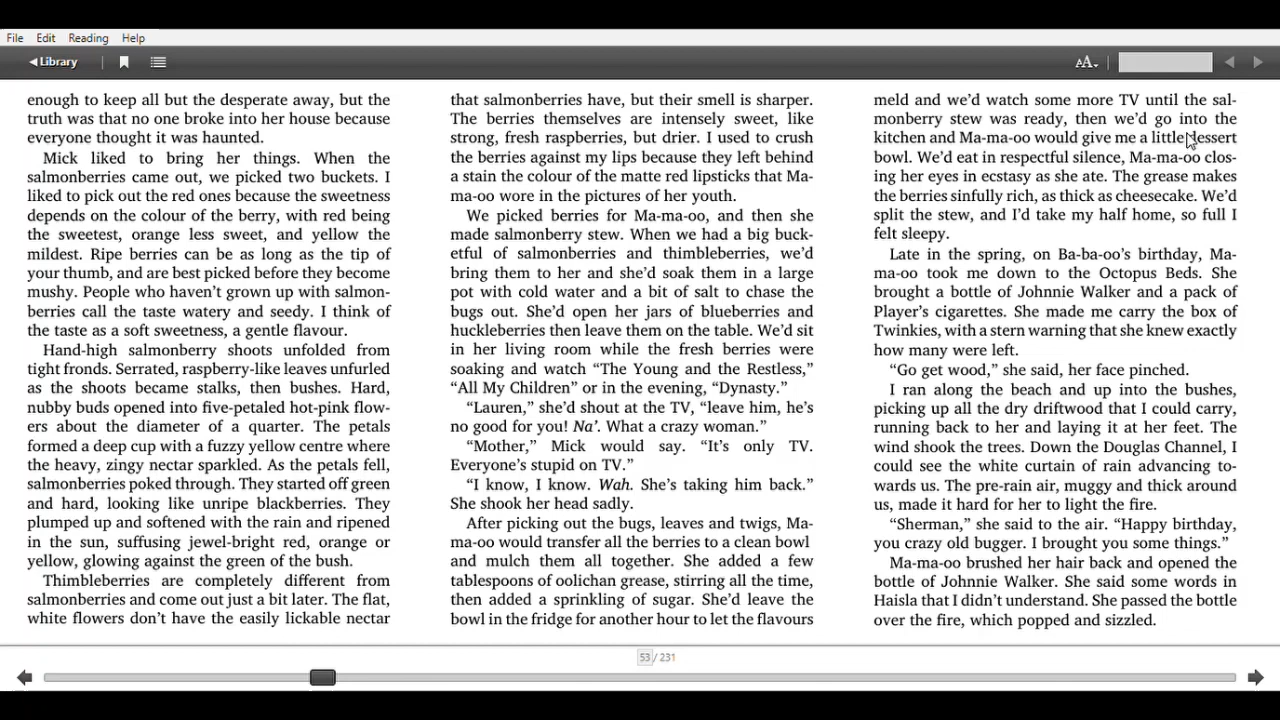 File Edit Reading Help
Library
AA
enough to keep all but the desperate away, but the
truth was that no one broke into her house because
everyone thought it was haunted.
Mick liked to bring her things. When the
salmonberries came out, we picked two buckets. I
liked to pick out the red ones because the sweetness
depends on the colour of the berry, with red being
the sweetest, orange less sweet, and yellow the
mildest. Ripe berries can be as long as the tip of
your thumb, and are best picked before they become
mushy. People who haven’t grown up with salmon-
berries call the taste watery and seedy. I think of
the taste as a soft sweetness, a gentle flavour.
Hand-high salmonberry shoots unfolded from
tight fronds. Serrated, raspberry-like leaves unfurled
as the shoots became stalks, then bushes. Hard,
nubby buds opened into five-petaled hot-pink flow-
ers about the diameter of a quarter. The petals
formed a deep cup with a fuzzy yellow centre where
the heavy, zingy nectar sparkled. As the petals fell,
salmonberries poked through. They started off green
and hard, looking like unripe blackberries. They
plumped up and softened with the rain and ripened
in the sun, suffusing jewel-bright red, orange or
yellow, glowing against the green of the bush.
Thimbleberries are completely different from
salmonberries and come out just a bit later. The flat,
white flowers don’t have the easily lickable nectar
that salmonberries have, but their smell is sharper.
The berries themselves are intensely sweet, like
strong, fresh raspberries, but drier. I used to crush
the berries against my lips because they left behind
a stain the colour of the matte red lipsticks that Ma-
ma-oo wore in the pictures of her youth.
We picked berries for Ma-ma-oo, and then she
made salmonberry stew. When we had a big buck-
etful of salmonberries and thimbleberries, we’d
bring them to her and she’d soak them in a large
pot with cold water and a bit of salt to chase the
bugs out. She’d open her jars of blueberries and
huckleberries then leave them on the table. We’d sit
in her living room while the fresh berries were
soaking and watch “The Young and the Restless,”
“All My Children” or in the evening, “Dynasty.”
“Lauren,” she’d shout at the TV, “leave him, he’s
no good for you! Na’. What a crazy woman.”
“Mother,” Mick would say. “It’s only TV.
Everyone’s stupid on TV.”
“I know, I know. Wah. She’s taking him back.”
She shook her head sadly.
After picking out the bugs, leaves and twigs, Ma-
ma-oo would transfer all the berries to a clean bowl
and mulch them all together. She added a few
tablespoons of oolichan grease, stirring all the time,
then added a sprinkling of sugar. She’d leave the
bowl in the fridge for another hour to let the flavours
meld and we’d watch some more TV until the sal-
monberry stew was ready, then we’d go into the
kitchen and Ma-ma-oo would give me a little dessert
bowl. We’d eat in respectful silence, Ma-ma-oo clos-
ing her eyes in ecstasy as she ate. The grease makes
the berries sinfully rich, as thick as cheesecake. We’d
split the stew, and I’d take my half home, so full I
felt sleepy.
Late in the spring, on Ba-ba-oo’s birthday, Ma-
ma-oo took me down to the Octopus Beds. She
brought a bottle of Johnnie Walker and a pack of
Player’s cigarettes. She made me carry the box of
Twinkies, with a stern warning that she knew exactly
how many were left.
“Go get wood,” she said, her face pinched.
I ran along the beach and up into the bushes,
picking up all the dry driftwood that I could carry,
running back to her and laying it at her feet. The
wind shook the trees. Down the Douglas Channel, I
could see the white curtain of rain advancing to-
wards us. The pre-rain air, muggy and thick around
us, made it hard for her to light the fire.
“Sherman,” she said to the air. “Happy birthday,
you crazy old bugger. I brought you some things.”
Ma-ma-oo brushed her hair back and opened the
bottle of Johnnie Walker. She said some words in
Haisla that I didn’t understand. She passed the bottle
over the fire, which popped and sizzled.
53 / 231